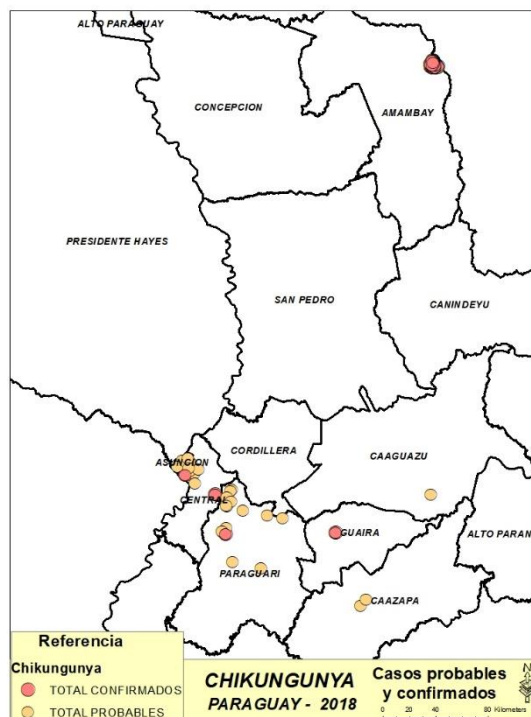 ALTO PARAGUAY
CONCEPCION
AMAMBAY
PRESIDENTE HAYES
SAN PEDRO
CANINDEYU
CORDILLERA
ASUNCION
CAAGUAZU
CENTRAL
GUAIRA
ALTO PARAN
PARAGUARI
CAAZAPA
Referencia
Chikungunya
TOTAL CONFIRMADOS
TOTAL PROBABLES
CHIKUNGUNYA
PARAGUAY - 2018
Casos probables
y confirmados
0 20 40 80 Kilometers